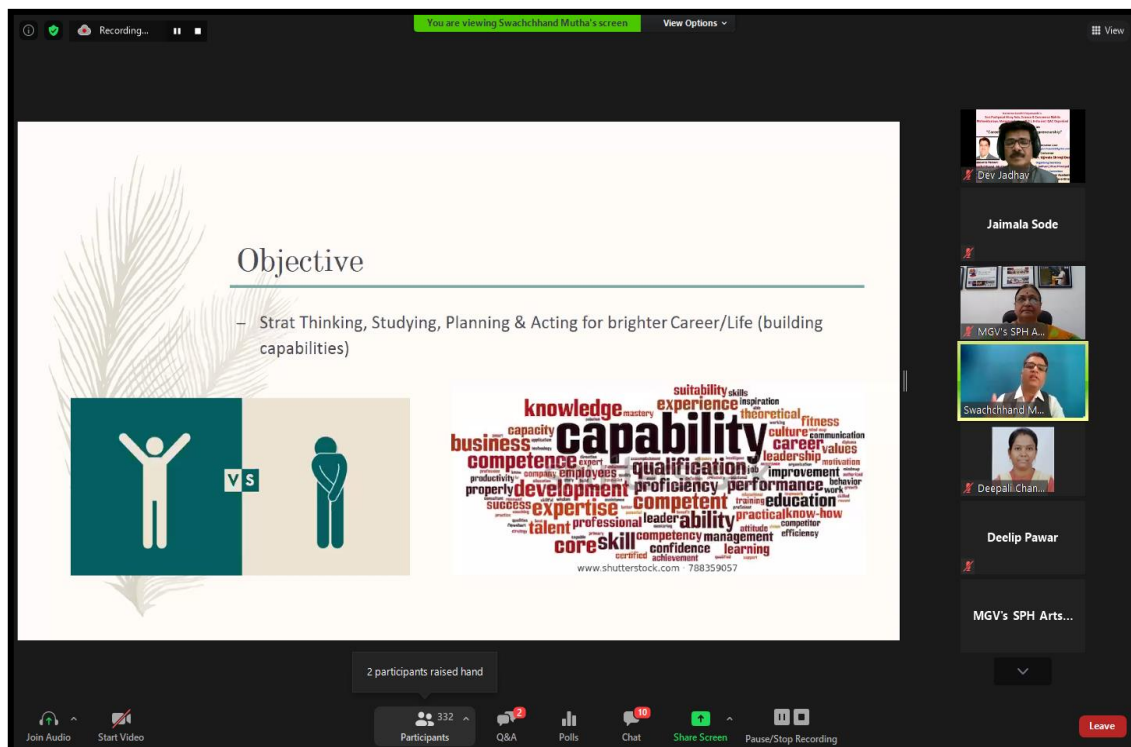 Recording...
You are viewing Swachchhand Mutha's screen
View Options
View
Objective
– Strat Thinking, Studying, Planning & Acting for brighter Career/Life (building
capabilities)
VS
suitability skills
knowledge mastery experience inspiration
theoretical fitness
capacity capability culture communication
business career values
leadership motivation
competence expert qualification job improvement
productivity company employees behavior
properly development proficiency performance work
success expertise competent training education
talent professional leader ability practical know-how
attitude competitor
efficiency
core skill competency management
confidence learning
certified achievement
www.shutterstock.com · 788359057
Dev Jadhav
Jaimala Sode
MGV's SPH A...
Swachchhand M...
Deepali Chan...
Deelip Pawar
MGV's SPH Arts...
2 participants raised hand
332
2
10
Join Audio
Start Video
Participants
Q&A
Polls
Chat
Share Screen
Pause/Stop Recording
Leave